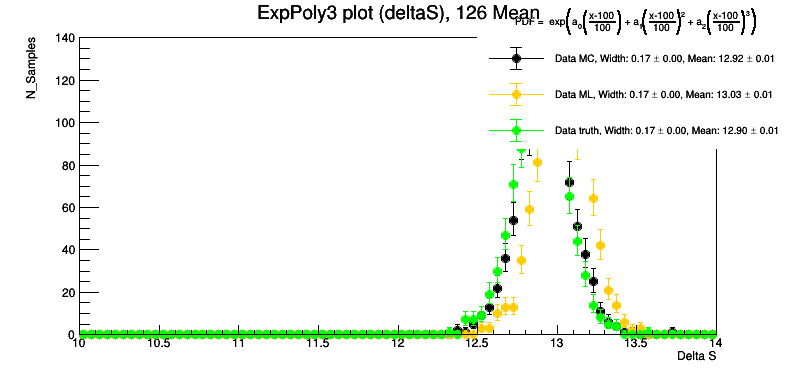 ExpPoly3 plot (deltaS), 126 Mean
PDF = exp(a₀(x-100/100) + a₁(x-100/100)² + a₂(x-100/100)³)
Data MC, Width: 0.17 ± 0.00, Mean: 12.92 ± 0.01
Data ML, Width: 0.17 ± 0.00, Mean: 13.03 ± 0.01
Data truth, Width: 0.17 ± 0.00, Mean: 12.90 ± 0.01
N_Samples
140
120
100
80
60
40
20
0
10 10.5 11 11.5 12 12.5 13 13.5 14
Delta S